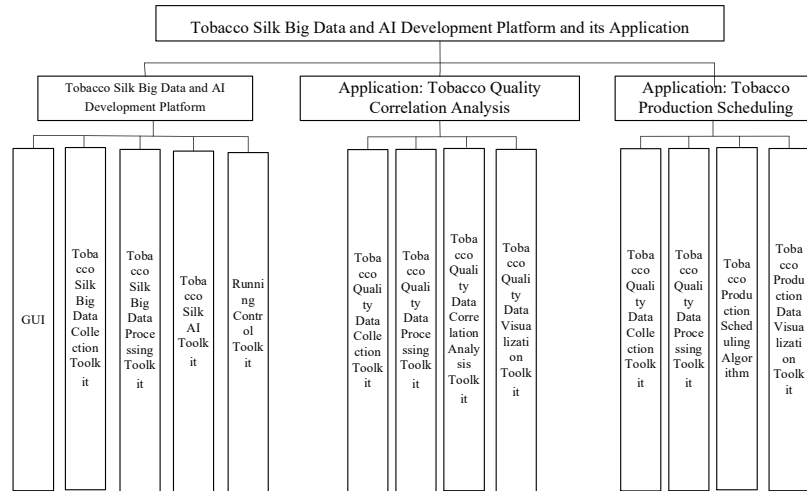 Tobacco Silk Big Data and AI Development Platform and its Application
Tobacco Silk Big Data and AI
Development Platform
Application: Tobacco Quality
Correlation Analysis
Application: Tobacco
Production Scheduling
GUI
Toba
cco
Silk
Big
Data
Colle
ction
Toolk
it
Toba
cco
Silk
Big
Data
Proce
ssing
Toolk
it
Toba
cco
Silk
AI
Toolk
it
Runni
ng
Contr
ol
Toolk
it
Toba
cco
Quali
ty
Data
Colle
ction
Toolk
it
Toba
cco
Quali
ty
Data
Proce
ssing
Toolk
it
Toba
cco
Quali
ty
Data
Corre
lation
Analy
sis
Toolk
it
Toba
cco
Quali
ty
Data
Visua
lizati
on
Toolk
it
Toba
cco
Quali
ty
Data
Colle
ction
Toolk
it
Toba
cco
Quali
ty
Data
Proce
ssing
Toolk
it
Toba
cco
Produ
ction
Sched
uling
Algor
ithm
Toba
cco
Produ
ction
Data
Visua
lizati
on
Toolk
it